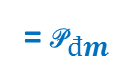 = 𝒫đm